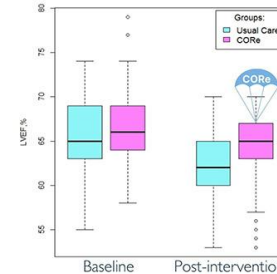 Groups:
Usual Care
CORe
80
75
70
65
60
55
LVEF,%
CORe
Baseline
Post-interventio